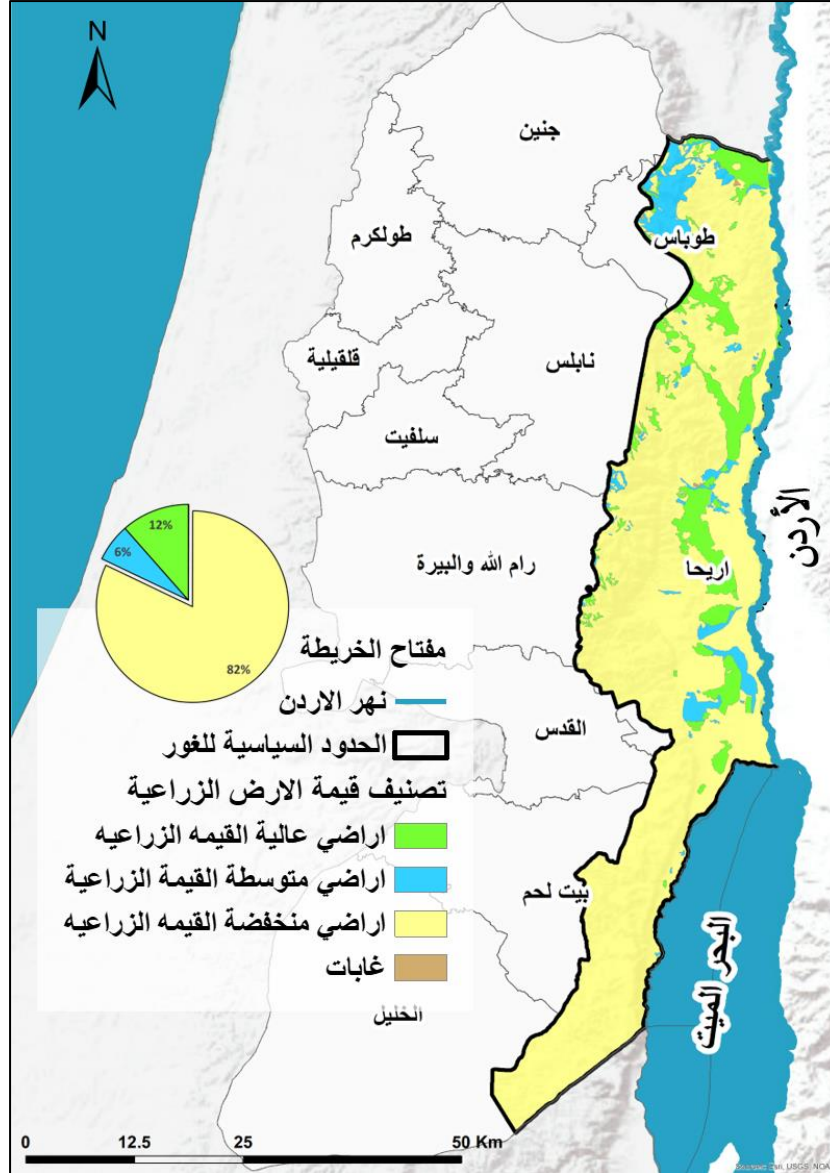 N
جنين
طوباس
طولكرم
قلقيلية
نابلس
سلفيت
الأردن
12%
6%
82%
اريحا
رام الله والبيرة
مفتاح الخريطة
نهر الاردن
الحدود السياسية للغور
تصنيف قيمة الارض الزراعية
اراضي عالية القيمه الزراعيه
اراضي متوسطة القيمة الزراعية
اراضي منخفضة القيمه الزراعيه
غابات
القدس
بيت لحم
البحر الميت
الخليل
0 12.5 25 50 Km